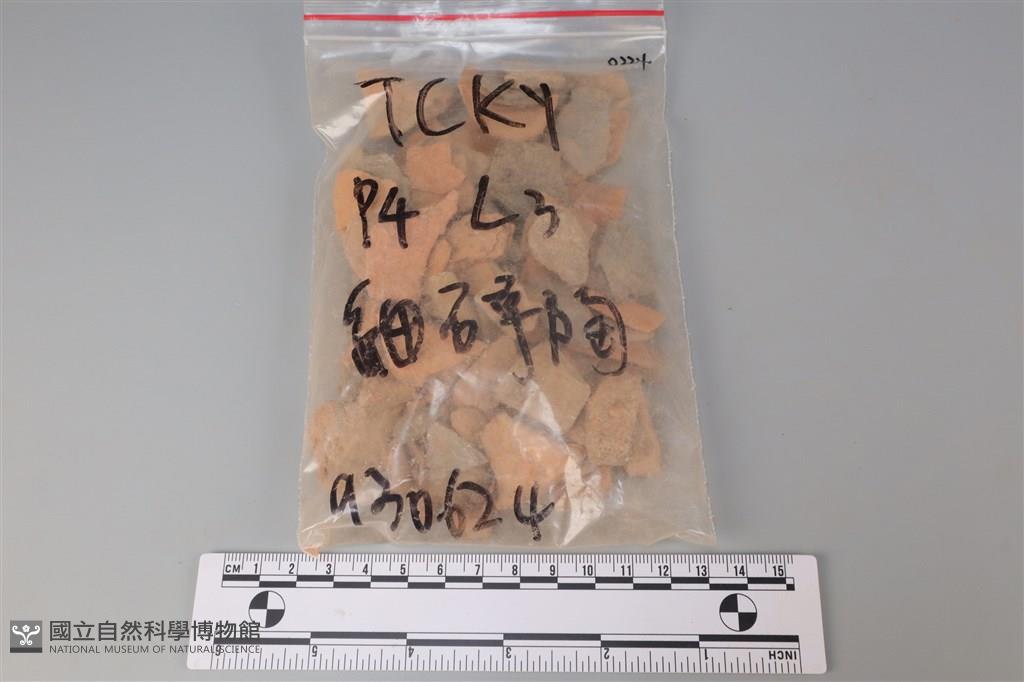 0334
TCKY
P4 L3
細碎陶
930624
CM 1 2 3 4 5 6 7 8 9 10 11 12 13 14 15
6 5 4 3 2 1 INCH
國立自然科學博物館
NATIONAL MUSEUM OF NATURAL SCIENCE